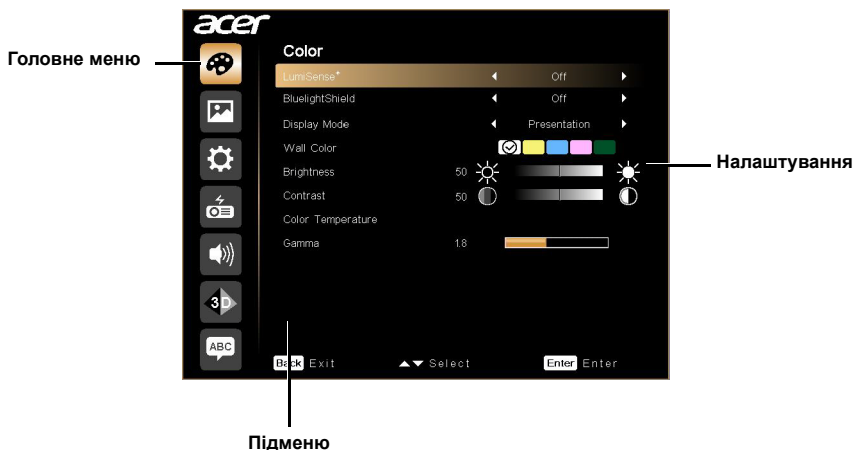 acer
Головне меню
Color
LumiSense+ Off
BluelightShield Off
Display Mode Presentation
Wall Color
Brightness 50
Налаштування
Contrast 50
Color Temperature
Gamma 1.8
3D
ABC
Back Exit Select Enter Enter
Підменю